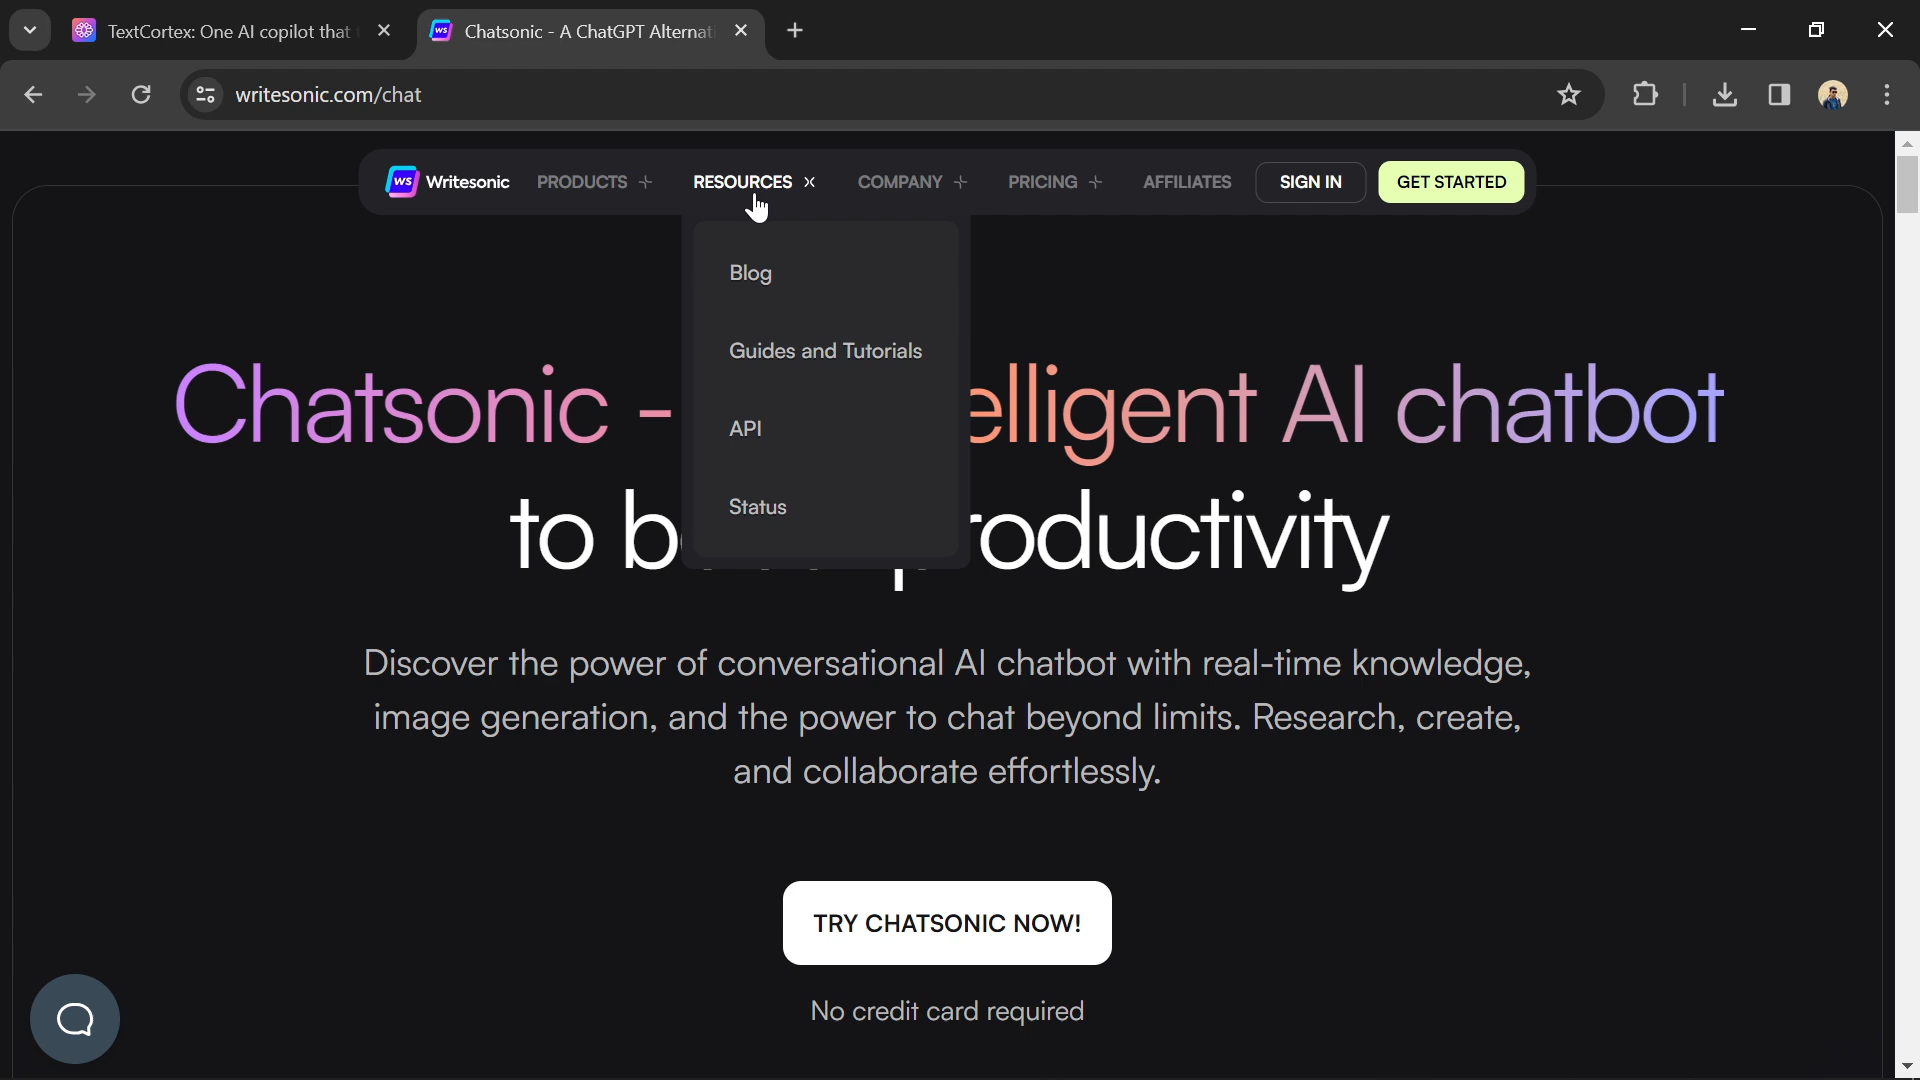 TextCortex: One AI copilot that
Chatsonic - A ChatGPT Alternat
writesonic.com/chat
ws Writesonic PRODUCTS RESOURCES COMPANY PRICING AFFILIATES SIGN IN GET STARTED
Blog
Guides and Tutorials
API
Status
Chatsonic - elligent AI chatbot
to b roductivity
Discover the power of conversational AI chatbot with real-time knowledge,
image generation, and the power to chat beyond limits. Research, create,
and collaborate effortlessly.
TRY CHATSONIC NOW!
No credit card required